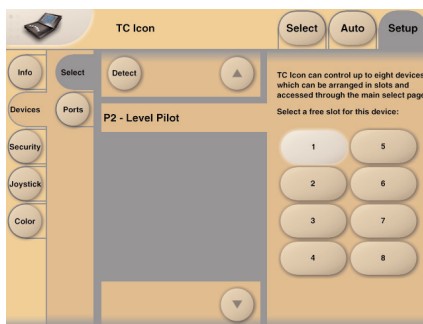 TC Icon
Select
Auto
Setup
Info
Devices
Security
Joystick
Color
Select
Ports
Detect
P2 - Level Pilot
TC Icon can control up to eight devices
which can be arranged in slots and
accessed through the main select page
Select a free slot for this device:
1
5
2
6
3
7
4
8